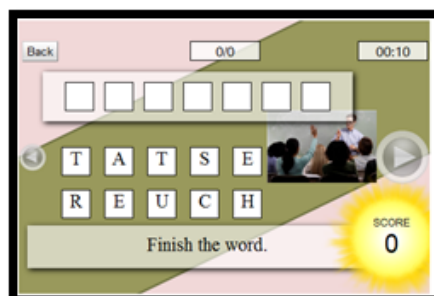 Back 0/0 00:10
T A T S E
R E U C H
Finish the word.
SCORE
0